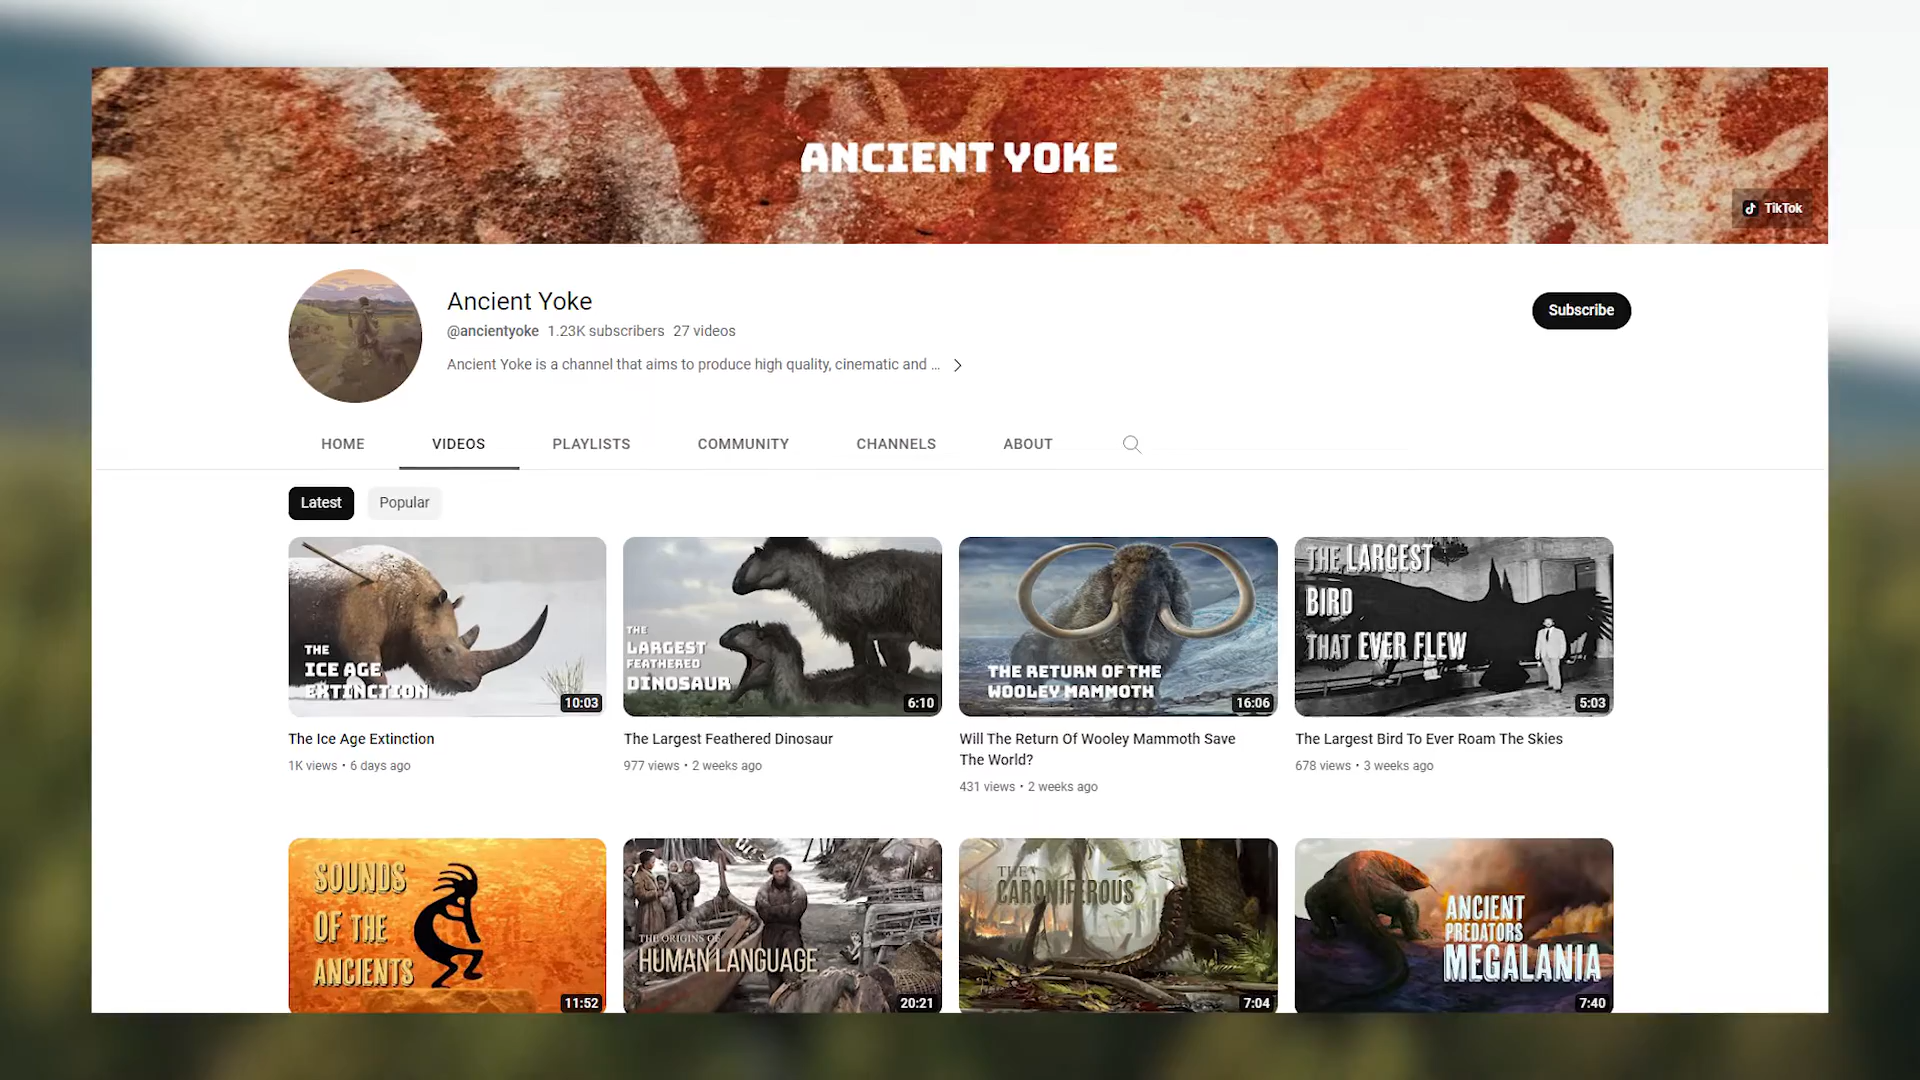 ANCIENT YOKE
TikTok
Ancient Yoke
@ancientyoke 1.23K subscribers 27 videos
Ancient Yoke is a channel that aims to produce high quality, cinematic and ...
Subscribe
HOME VIDEOS PLAYLISTS COMMUNITY CHANNELS ABOUT
Latest Popular
THE
ICE AGE
EXTINCTION
10:03
THE
LARGEST
FEATHERED
DINOSAUR
6:10
THE RETURN OF THE
WOOLEY MAMMOTH
16:06
THE LARGEST
BIRD
THAT EVER FLEW
5:03
The Ice Age Extinction
1K views • 6 days ago
The Largest Feathered Dinosaur
977 views • 2 weeks ago
Will The Return Of Wooley Mammoth Save
The World?
431 views • 2 weeks ago
The Largest Bird To Ever Roam The Skies
678 views • 3 weeks ago
SOUNDS
OF THE
ANCIENTS
11:52
THE ORIGINS OF
HUMAN LANGUAGE
20:21
THE
CARONIFEROUS
7:04
ANCIENT
PREDATORS
MEGALANIA
7:40